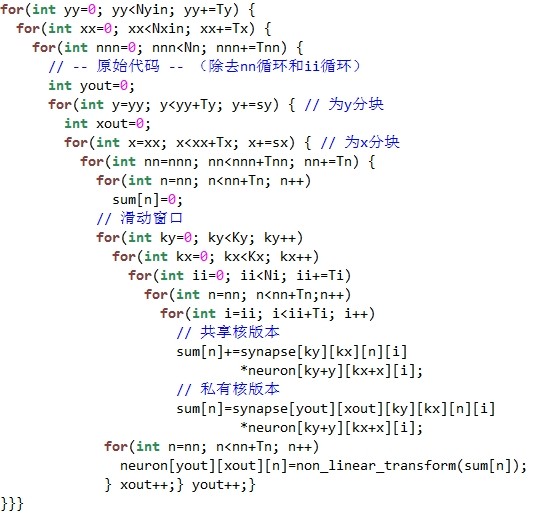 for(int yy=0; yy<Nyin; yy+=Ty) {
for(int xx=0; xx<Nxin; xx+=Tx) {
for(int nnn=0; nnn<Nn; nnn+=Tnn) {
// -- 原始代码 -- （除去nn循环和ii循环）
int yout=0;
for(int y=yy; y<yy+Ty; y+=sy) { // 为y分块
int xout=0;
for(int x=xx; x<xx+Tx; x+=sx) { // 为x分块
for(int nn=nnn; nn<nnn+Tnn; nn+=Tn) {
for(int n=nn; n<nn+Tn; n++)
sum[n]=0;
// 滑动窗口
for(int ky=0; ky<Ky; ky++)
for(int kx=0; kx<Kx; kx++)
for(int ii=0; ii<Ni; ii+=Ti)
for(int n=nn; n<nn+Tn;n++)
for(int i=ii; i<ii+Ti; i++)
// 共享核版本
sum[n]+=synapse[ky][kx][n][i]
*neuron[ky+y][kx+x][i];
// 私有核版本
sum[n]=synapse[yout][xout][ky][kx][n][i]
*neuron[ky+y][kx+x][i];
for(int n=nn; n<nn+Tn; n++)
neuron[yout][xout][n]=non_linear_transform(sum[n]);
} xout++;} yout++;}
}}}